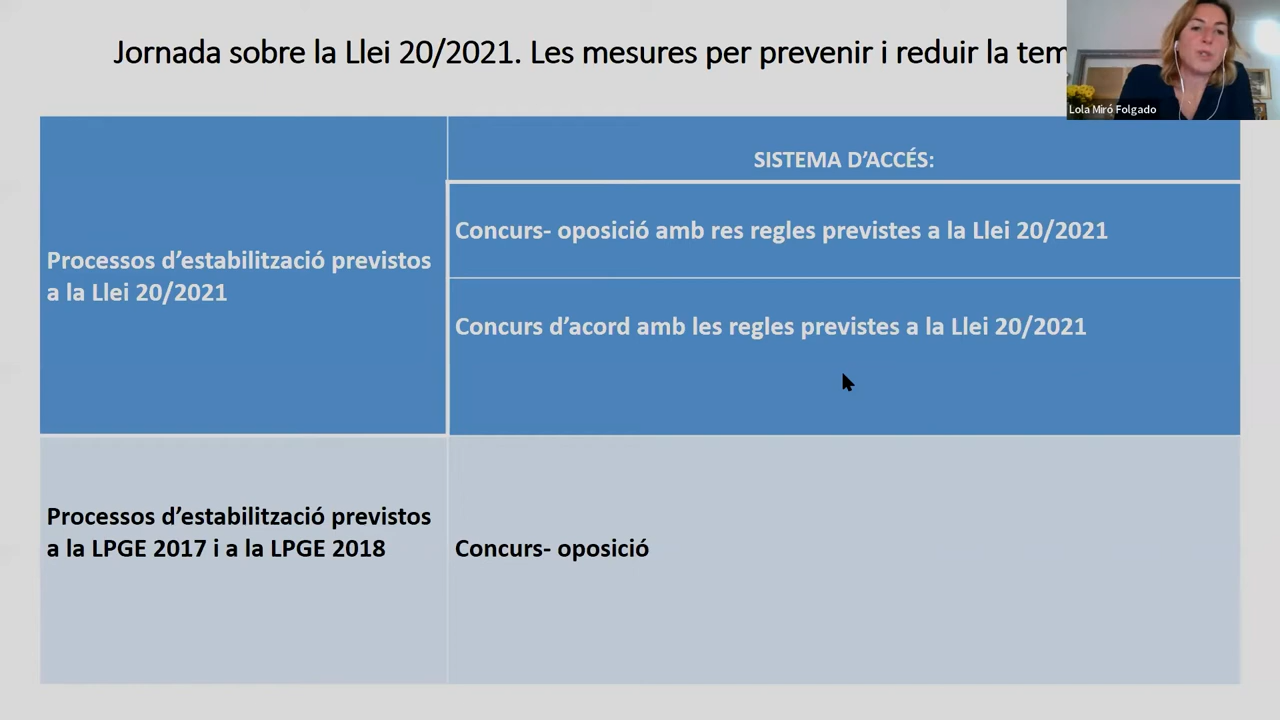 Jornada sobre la Llei 20/2021. Les mesures per prevenir i reduir la tem
Lola Miró Folgado
SISTEMA D’ACCÉS:
Processos d’estabilització previstos
a la Llei 20/2021
Concurs- oposició amb res regles previstes a la Llei 20/2021
Concurs d’acord amb les regles previstes a la Llei 20/2021
Processos d’estabilització previstos
a la LPGE 2017 i a la LPGE 2018
Concurs- oposició